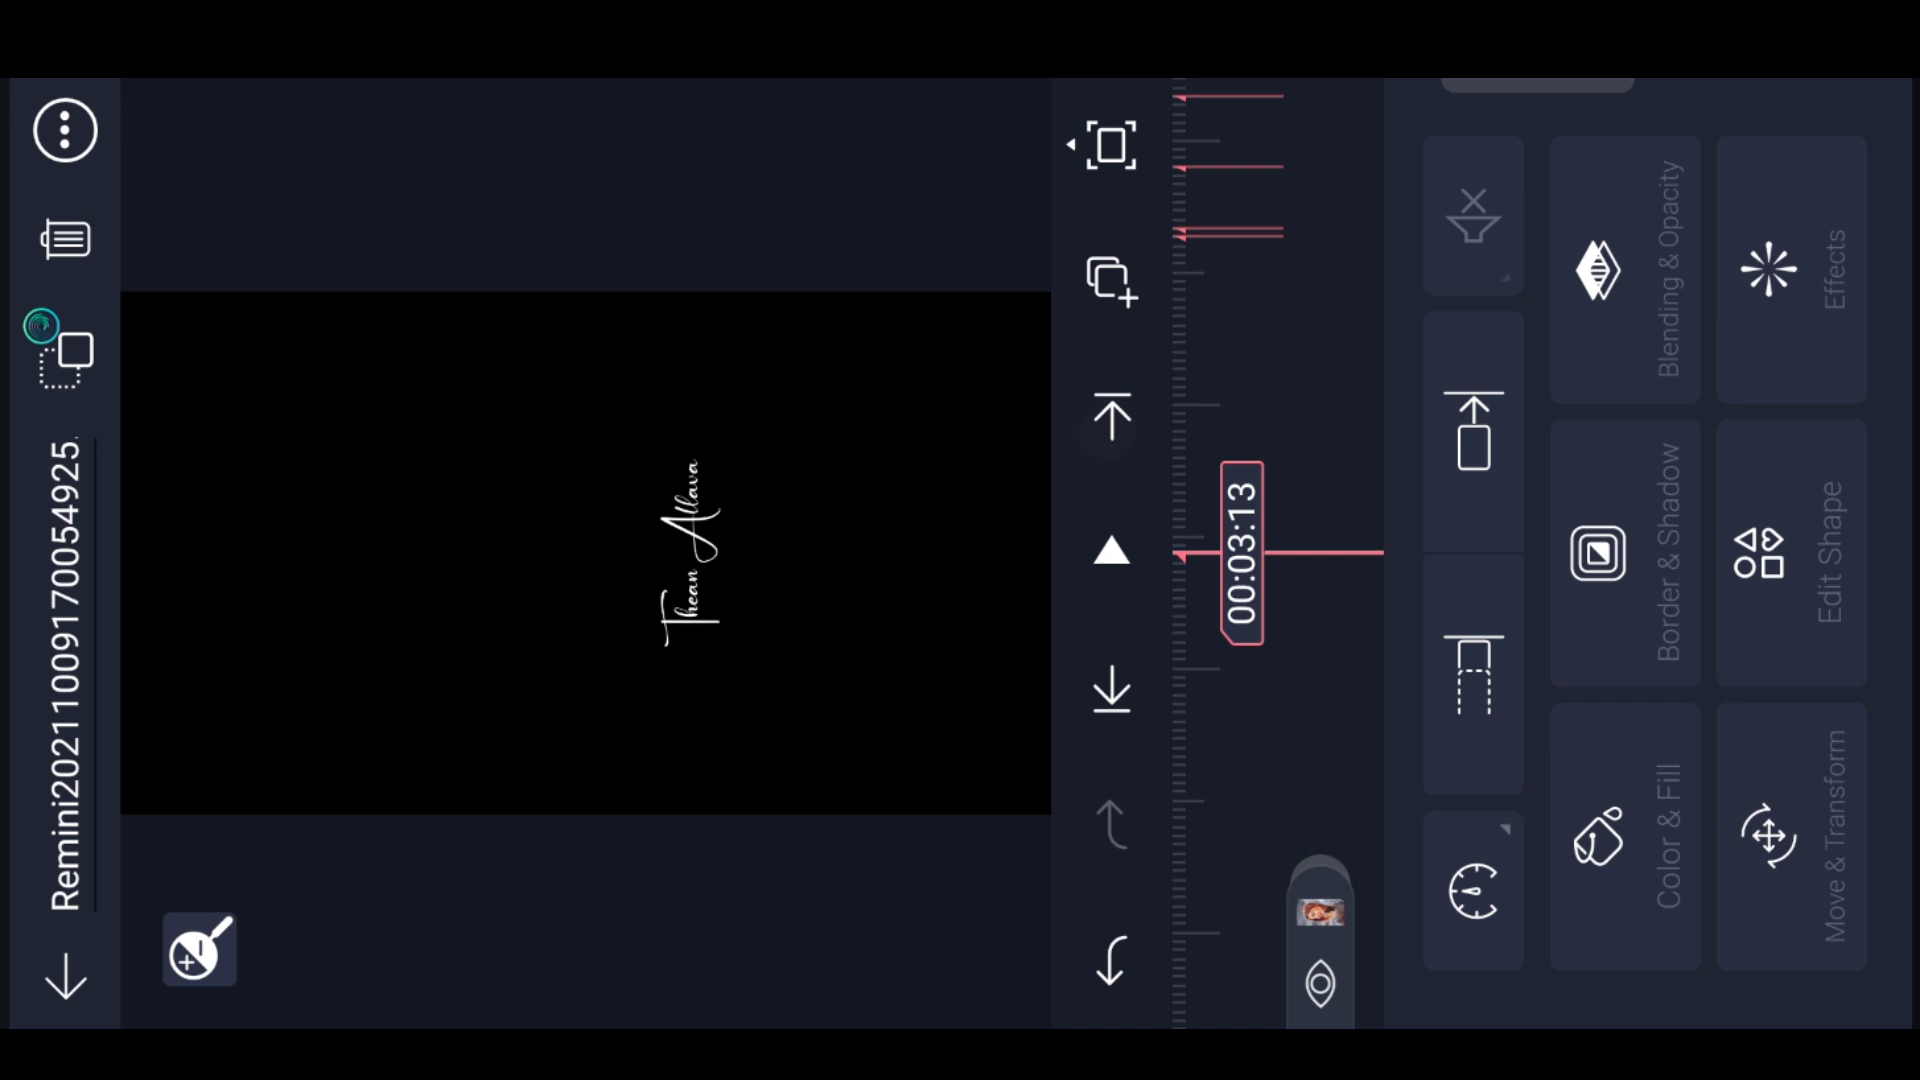 Remini20211009170054925.
Thean Allava
00:03:13
Color & Fill
Border & Shadow
Blending & Opacity
Move & Transform
Edit Shape
Effects